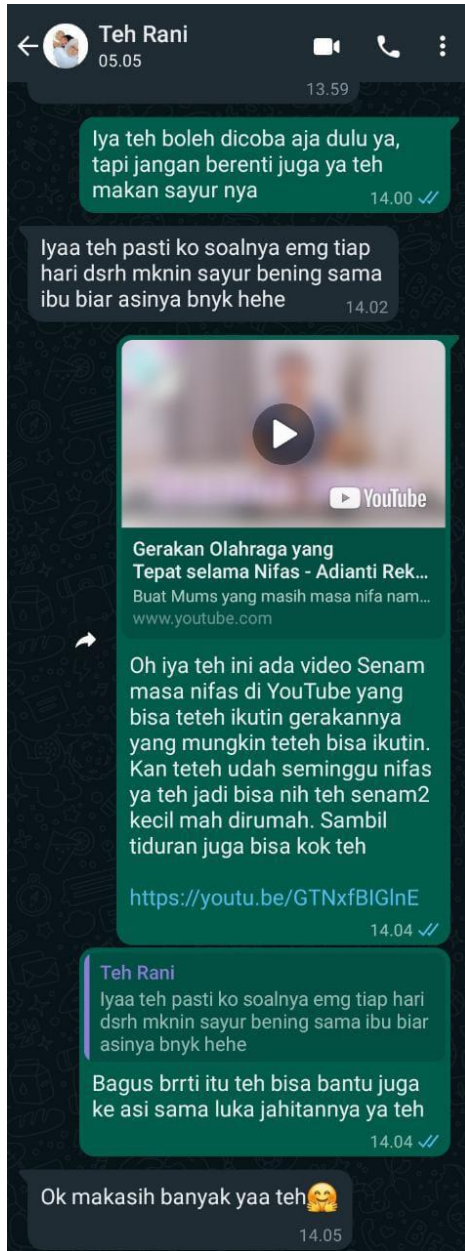 Teh Rani
05.05
13.59
Iya teh boleh dicoba aja dulu ya,
tapi jangan berenti juga ya teh
makan sayur nya
14.00
Iyaa teh pasti ko soalnya emg tiap
hari dsrh mknin sayur bening sama
ibu biar asinya bnyk hehe
14.02
YouTube
Gerakan Olahraga yang
Tepat selama Nifas - Adianti Rek...
Buat Mums yang masih masa nifa nam...
www.youtube.com
Oh iya teh ini ada video Senam
masa nifas di YouTube yang
bisa teteh ikutin gerakannya
yang mungkin teteh bisa ikutin.
Kan teteh udah seminggu nifas
ya teh jadi bisa nih teh senam2
kecil mah dirumah. Sambil
tiduran juga bisa kok teh
https://youtu.be/GTNxfBIGlnE
14.04
Teh Rani
Iyaa teh pasti ko soalnya emg tiap hari
dsrh mknin sayur bening sama ibu biar
asinya bnyk hehe
Bagus brrti itu teh bisa bantu juga
ke asi sama luka jahitannya ya teh
14.04
Ok makasih banyak yaa teh🤗
14.05